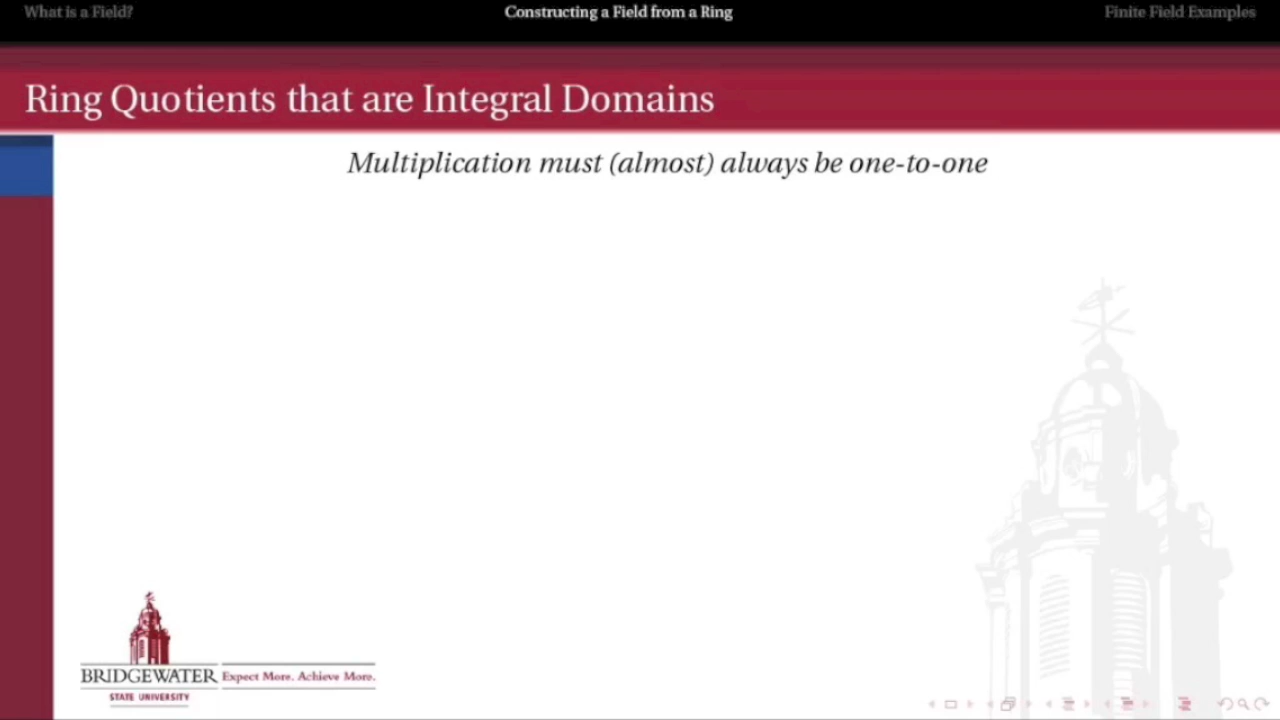 What is a Field?
Constructing a Field from a Ring
Finite Field Examples
Ring Quotients that are Integral Domains
Multiplication must (almost) always be one-to-one
BRIDGEWATER
STATE UNIVERSITY
Expect More. Achieve More.